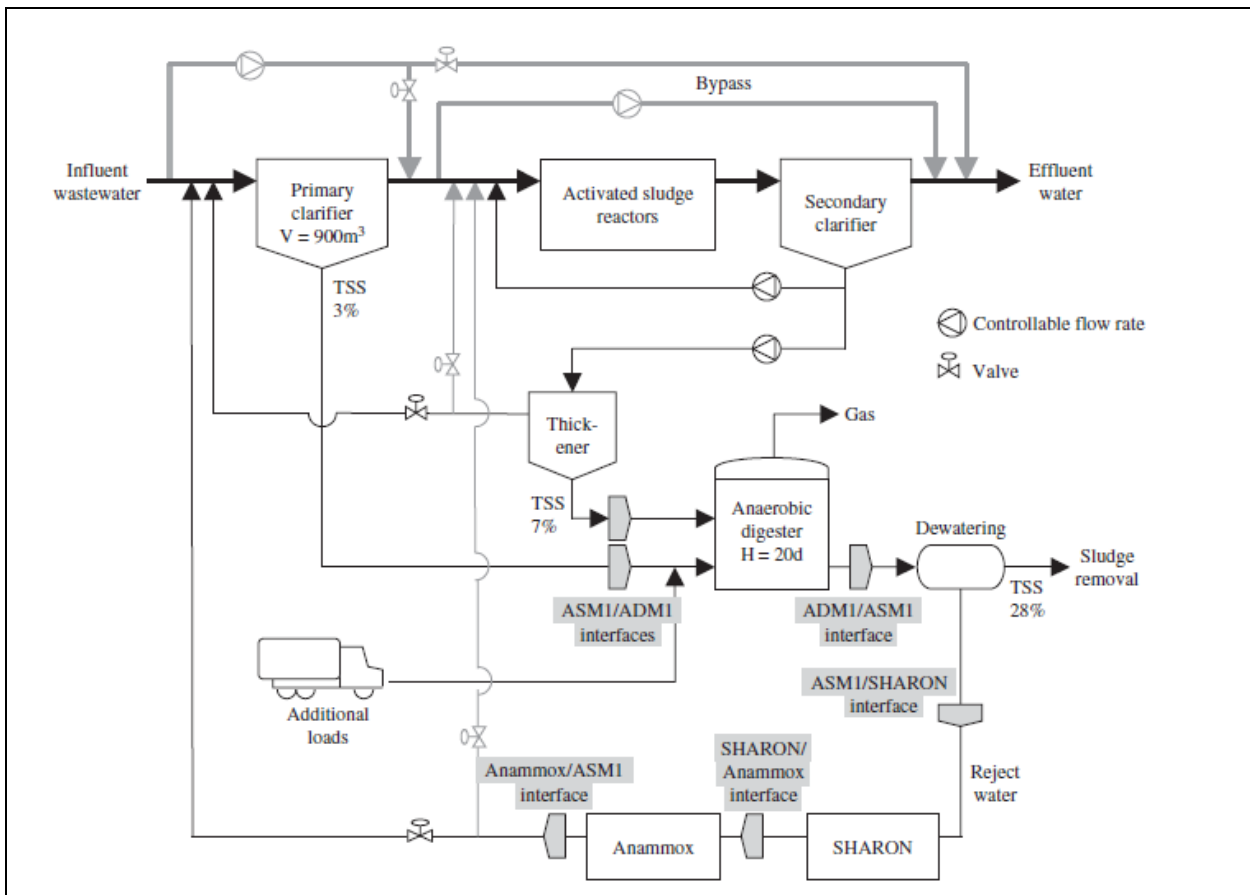 Bypass
Influent
wastewater
Primary
clarifier
V = 900m³
Activated sludge
reactors
Secondary
clarifier
Effluent
water
TSS
3%
Controllable flow rate
Valve
Thick-
ener
Gas
TSS
7%
Anaerobic
digester
H = 20d
Dewatering
Sludge
removal
TSS
28%
ASM1/ADM1
interfaces
ADM1/ASM1
interface
ASM1/SHARON
interface
Additional
loads
Anammox/ASM1
interface
SHARON/
Anammox
interface
Reject
water
Anammox
SHARON